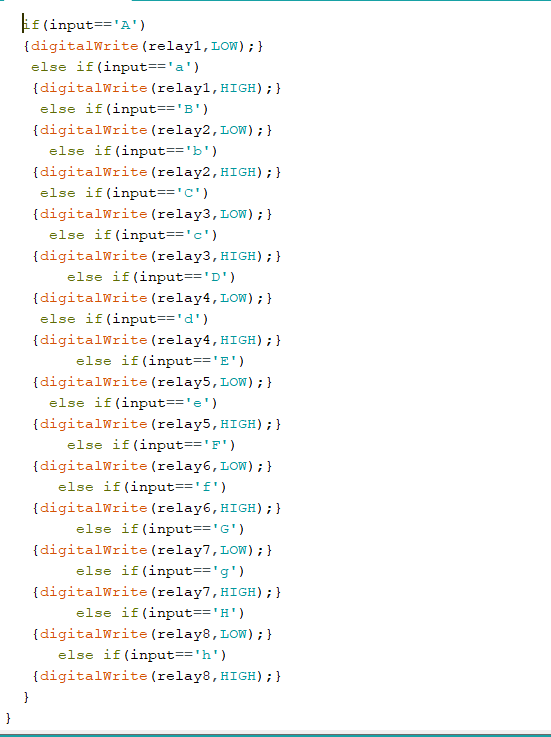 if(input=='A')
{digitalWrite(relay1,LOW);}
else if(input=='a')
{digitalWrite(relay1,HIGH);}
else if(input=='B')
{digitalWrite(relay2,LOW);}
else if(input=='b')
{digitalWrite(relay2,HIGH);}
else if(input=='C')
{digitalWrite(relay3,LOW);}
else if(input=='c')
{digitalWrite(relay3,HIGH);}
else if(input=='D')
{digitalWrite(relay4,LOW);}
else if(input=='d')
{digitalWrite(relay4,HIGH);}
else if(input=='E')
{digitalWrite(relay5,LOW);}
else if(input=='e')
{digitalWrite(relay5,HIGH);}
else if(input=='F')
{digitalWrite(relay6,LOW);}
else if(input=='f')
{digitalWrite(relay6,HIGH);}
else if(input=='G')
{digitalWrite(relay7,LOW);}
else if(input=='g')
{digitalWrite(relay7,HIGH);}
else if(input=='H')
{digitalWrite(relay8,LOW);}
else if(input=='h')
{digitalWrite(relay8,HIGH);}
}
}